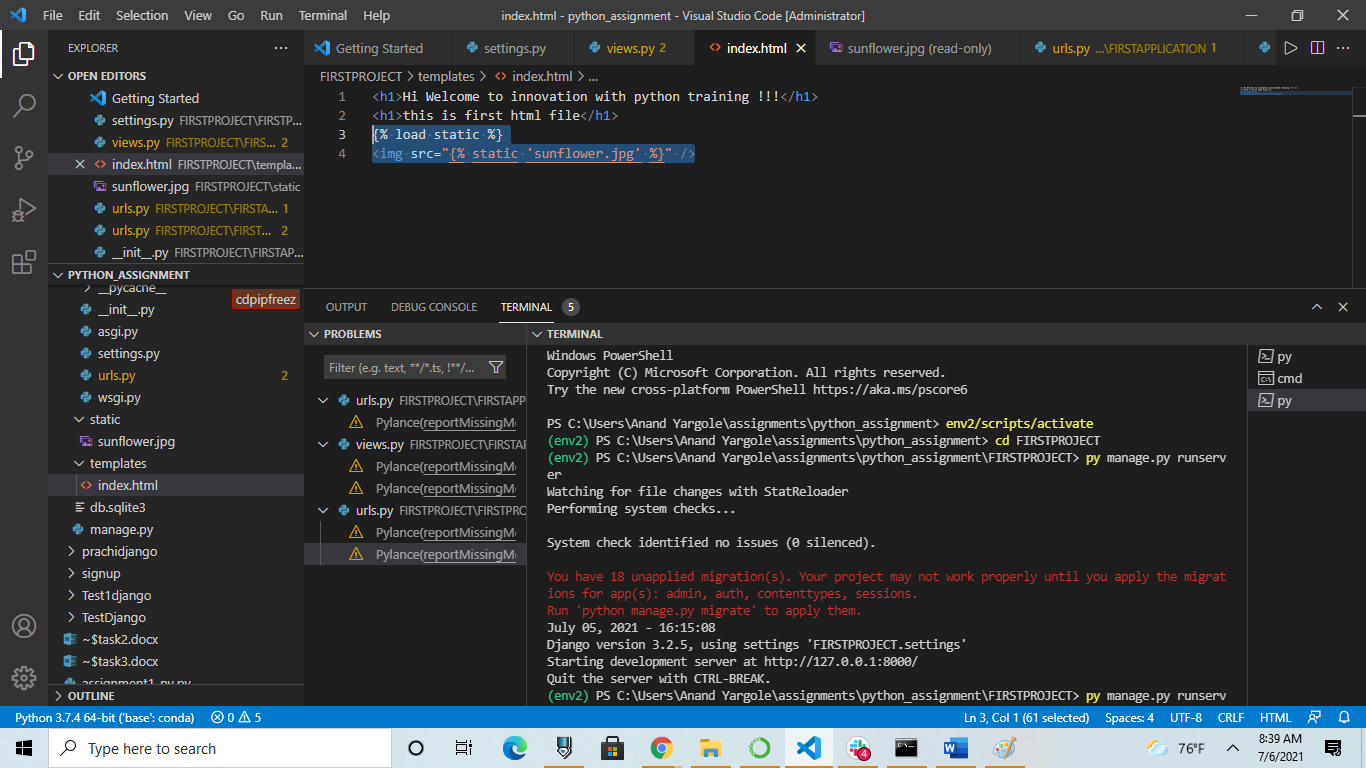 File Edit Selection View Go Run Terminal Help
index.html - python_assignment - Visual Studio Code [Administrator]
EXPLORER
OPEN EDITORS
Getting Started
settings.py FIRSTPROJECT\FIRSTP...
views.py FIRSTPROJECT\FIRS... 2
index.html FIRSTPROJECT\templa...
sunflower.jpg FIRSTPROJECT\static
urls.py FIRSTPROJECT\FIRSTA... 1
urls.py FIRSTPROJECT\FIRST... 2
__init__.py FIRSTPROJECT\FIRSTAP...
PYTHON_ASSIGNMENT
__pycache__
cdpipfreez
__init__.py
asgi.py
settings.py
urls.py 2
wsgi.py
static
sunflower.jpg
templates
index.html
db.sqlite3
manage.py
prachidjango
signup
Test1django
TestDjango
~$task2.docx
~$task3.docx
assignment1_py.py
OUTLINE
Getting Started
settings.py
views.py 2
index.html
sunflower.jpg (read-only)
urls.py ...\FIRSTAPPLICATION 1
FIRSTPROJECT > templates > index.html > ...
1 <h1>Hi Welcome to innovation with python training !!!</h1>
2 <h1>this is first html file</h1>
3 {% load static %}
4 <img src="{% static 'sunflower.jpg' %}" />
OUTPUT DEBUG CONSOLE TERMINAL 5
PROBLEMS
Filter (e.g. text, **/*.ts, !**/...
urls.py FIRSTPROJECT\FIRSTAPP
Pylance(reportMissingMo
views.py FIRSTPROJECT\FIRSTAP
Pylance(reportMissingMo
Pylance(reportMissingMo
urls.py FIRSTPROJECT\FIRSTPRO
Pylance(reportMissingMo
Pylance(reportMissingMo
TERMINAL
Windows PowerShell
Copyright (C) Microsoft Corporation. All rights reserved.
Try the new cross-platform PowerShell https://aka.ms/pscore6
PS C:\Users\Anand Yargole\assignments\python_assignment> env2/scripts/activate
(env2) PS C:\Users\Anand Yargole\assignments\python_assignment> cd FIRSTPROJECT
(env2) PS C:\Users\Anand Yargole\assignments\python_assignment\FIRSTPROJECT> py manage.py runserv
er
Watching for file changes with StatReloader
Performing system checks...
System check identified no issues (0 silenced).
You have 18 unapplied migration(s). Your project may not work properly until you apply the migrat
ions for app(s): admin, auth, contenttypes, sessions.
Run 'python manage.py migrate' to apply them.
July 05, 2021 - 16:15:08
Django version 3.2.5, using settings 'FIRSTPROJECT.settings'
Starting development server at http://127.0.0.1:8000/
Quit the server with CTRL-BREAK.
(env2) PS C:\Users\Anand Yargole\assignments\python_assignment\FIRSTPROJECT> py manage.py runserv
py
cmd
py
Python 3.7.4 64-bit ('base': conda) 0 5
Ln 3, Col 1 (61 selected) Spaces: 4 UTF-8 CRLF HTML
Type here to search
4
76°F
8:39 AM
7/6/2021